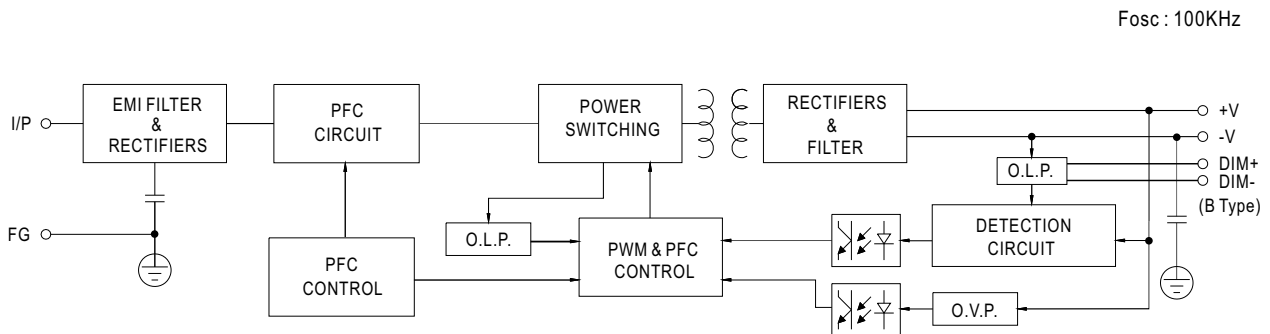 Fosc : 100KHz
I/P
EMI FILTER
&
RECTIFIERS
PFC
CIRCUIT
POWER
SWITCHING
RECTIFIERS
&
FILTER
+V
-V
DIM+
DIM-
(B Type)
O.L.P.
FG
O.L.P.
PFC
CONTROL
PWM & PFC
CONTROL
DETECTION
CIRCUIT
O.V.P.